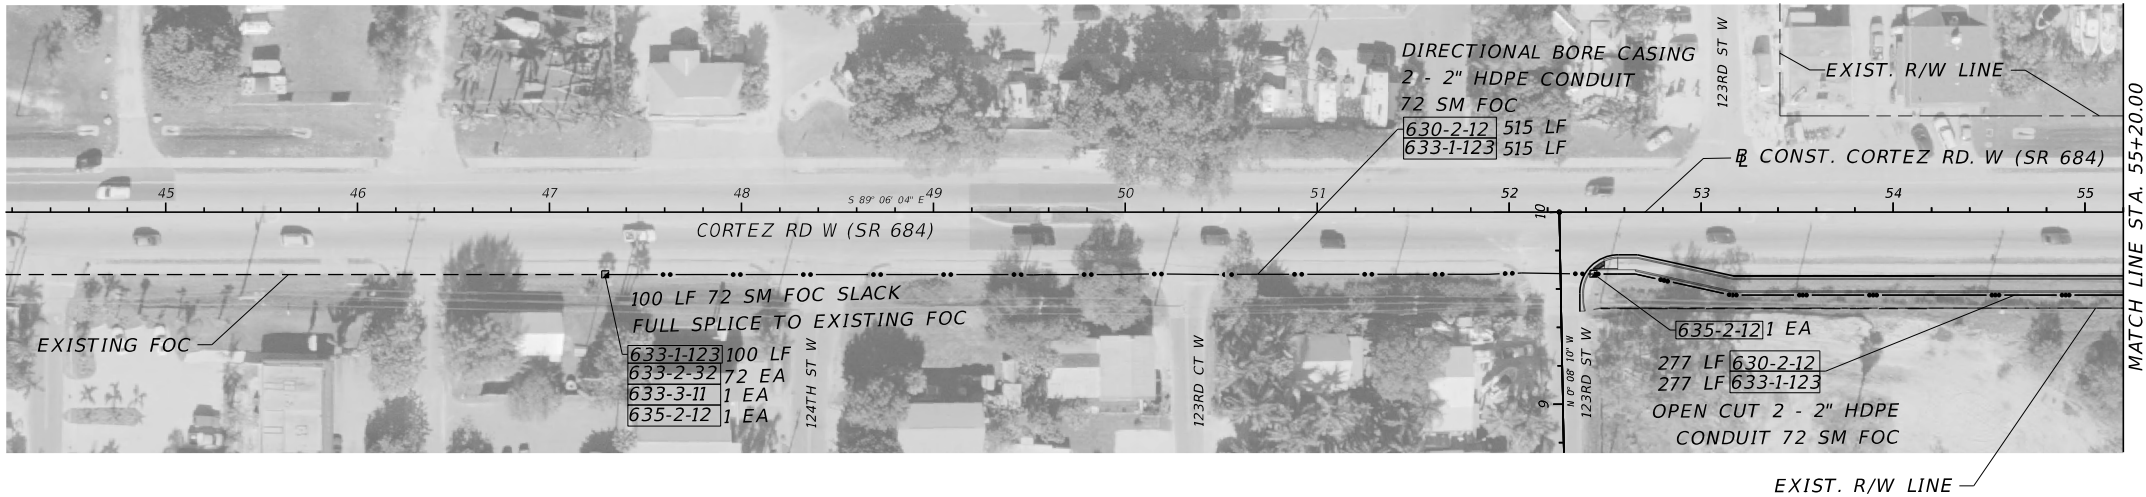 DIRECTIONAL BORE CASING
2 - 2" HDPE CONDUIT
72 SM FOC
630-2-12 515 LF
633-1-123 515 LF
123RD ST W
EXIST. R/W LINE
BL CONST. CORTEZ RD. W (SR 684)
MATCH LINE STA. 55+20.00
45 46 47 48 49 50 51 52 53 54 55
S 89° 06' 04" E
CORTEZ RD W (SR 684)
10
EXISTING FOC
100 LF 72 SM FOC SLACK
FULL SPLICE TO EXISTING FOC
633-1-123 100 LF
633-2-32 72 EA
633-3-11 1 EA
635-2-12 1 EA
124TH ST W
123RD CT W
9
N 0° 08' 10" W
123RD ST W
635-2-12 1 EA
277 LF 630-2-12
277 LF 633-1-123
OPEN CUT 2 - 2" HDPE
CONDUIT 72 SM FOC
EXIST. R/W LINE